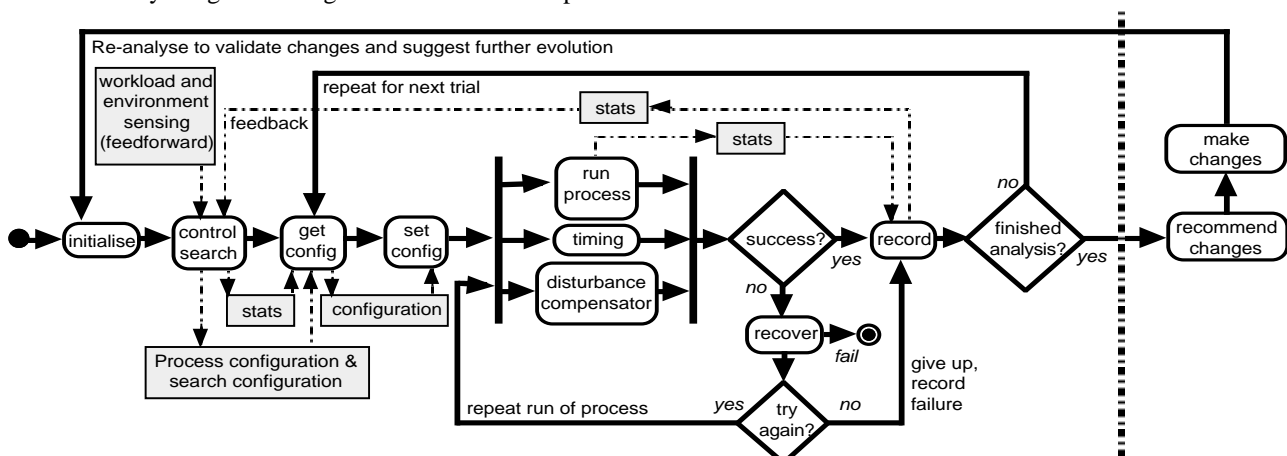 Re-analyse to validate changes and suggest further evolution
workload and
environment
sensing
(feedforward)
repeat for next trial
stats
feedback
stats
make
changes
run
process
no
initialise
control
search
get
config
set
config
timing
success?
yes
record
finished
analysis?
yes
recommend
changes
disturbance
compensator
no
stats
configuration
recover
fail
Process configuration &
search configuration
give up,
record
failure
repeat run of process
yes
try
again?
no